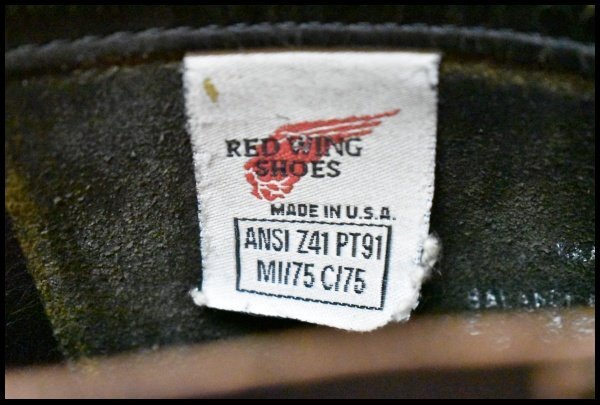 RED WING
SHOES
MADE IN U.S.A.
ANSI Z41 PT91
MI/75 C/75